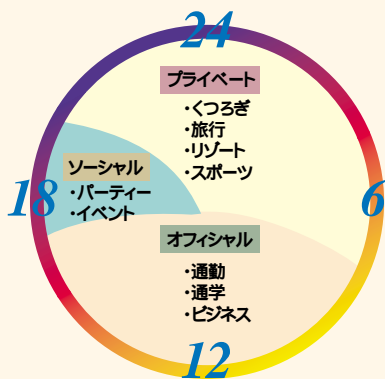 24
プライベート
・くつろぎ
・旅行
・リゾート
・スポーツ
ソーシャル
・パーティー
・イベント
18
6
オフィシャル
・通勤
・通学
・ビジネス
12